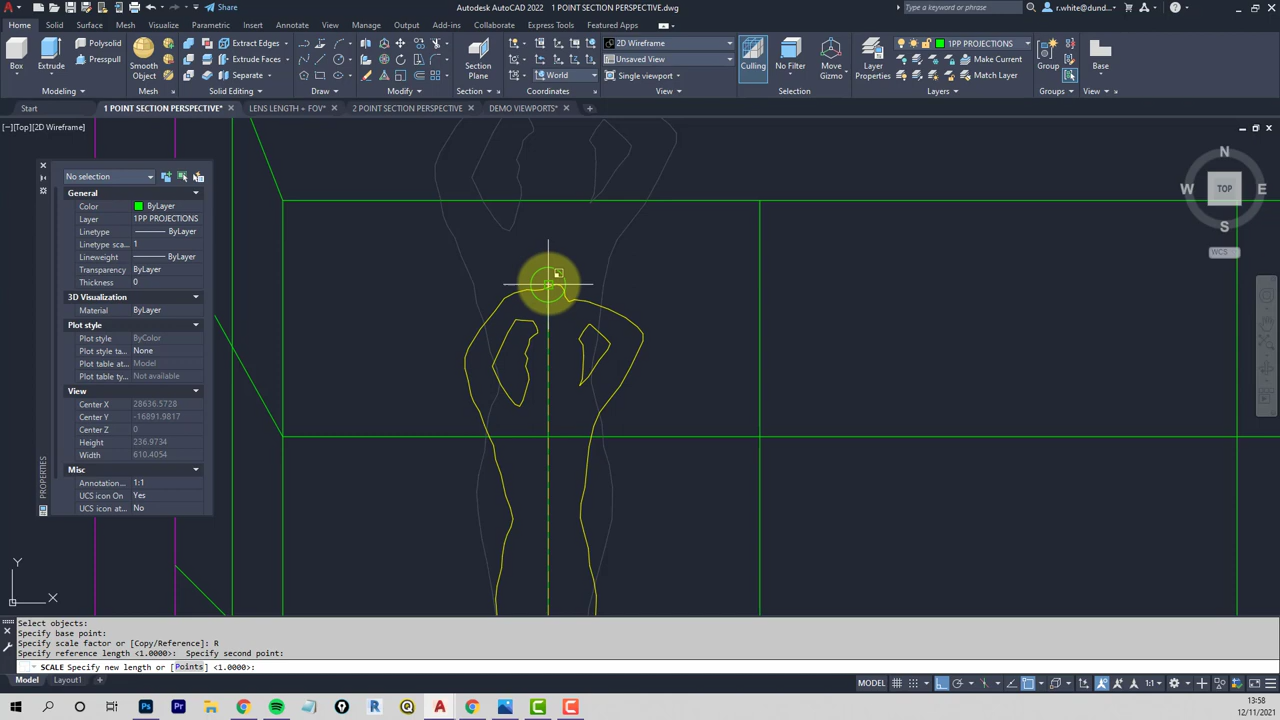 Share
Autodesk AutoCAD 2022
1 POINT SECTION PERSPECTIVE.dwg
Enter keyword or phrase
r.white@dund...
Home
Solid
Surface
Mesh
Parametric
Insert
Annotate
View
Manage
Output
Add-ins
Collaborate
Express Tools
Featured Apps
Box
Extrude
Polysolid
Presspull
Modeling
Smooth
Object
Mesh
Extract Edges
Extrude Faces
Separate
Solid Editing
Draw
Modify
Section
Plane
Section
World
Coordinates
2D Wireframe
Unsaved View
Single viewport
View
Culling
No Filter
Move
Gizmo
Selection
Layer
Properties
1PP PROJECTIONS
Make Current
Match Layer
Layers
Group
Groups
Base
View
Start
1 POINT SECTION PERSPECTIVE*
LENS LENGTH + FOV*
2 POINT SECTION PERSPECTIVE
DEMO VIEWPORTS*
[−][Top][2D Wireframe]
No selection
General
Color ByLayer
Layer 1PP PROJECTIONS
Linetype ByLayer
Linetype sca... 1
Lineweight ByLayer
Transparency ByLayer
Thickness 0
3D Visualization
Material ByLayer
Plot style
Plot style ByColor
Plot style ta... None
Plot table at... Model
Plot table ty... Not available
View
Center X 28636.5728
Center Y -16891.9817
Center Z 0
Height 236.9734
Width 610.4054
Misc
Annotation... 1:1
UCS icon On Yes
UCS icon at... No
PROPERTIES
N
W TOP E
S
WCS
Y
X
Select objects:
Specify base point:
Specify scale factor or [Copy/Reference]: R
Specify reference length <1.0000>: Specify second point:
SCALE Specify new length or [Points] <1.0000>:
Model
Layout1
MODEL
1:1
13:58
12/11/2021